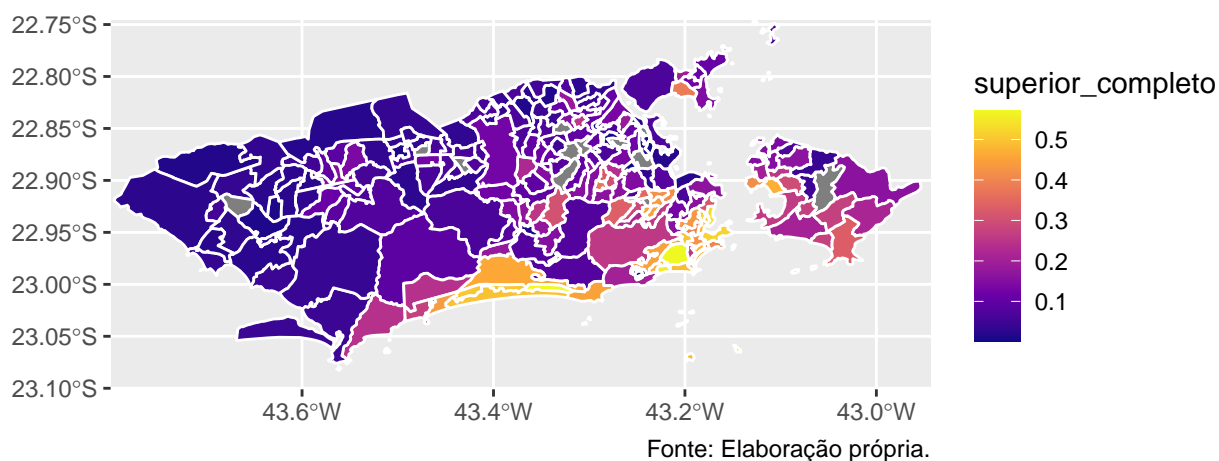 22.75°S
22.80°S
22.85°S
22.90°S
22.95°S
23.00°S
23.05°S
23.10°S
43.6°W 43.4°W 43.2°W 43.0°W
superior_completo
0.5
0.4
0.3
0.2
0.1
Fonte: Elaboração própria.